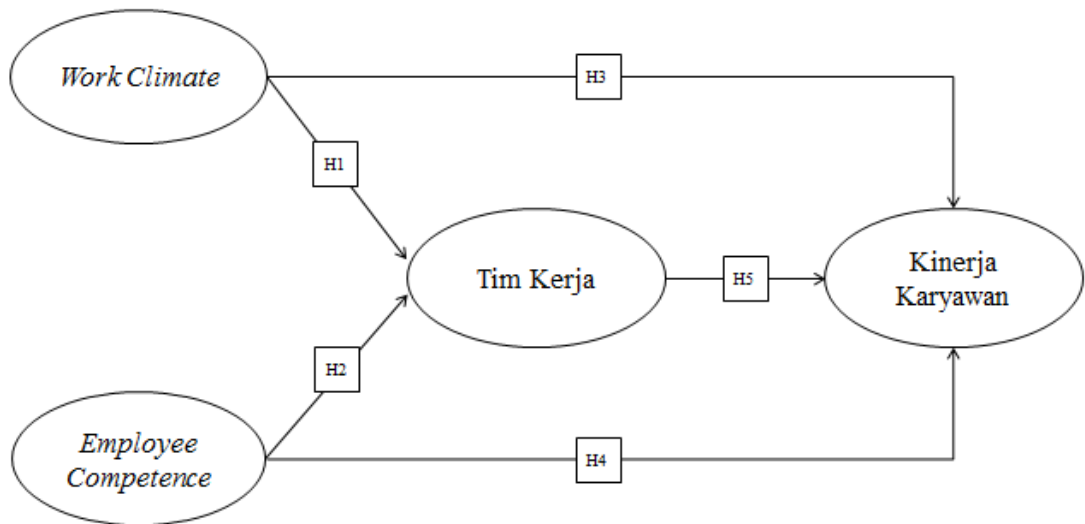 Work Climate
H3
H1
Tim Kerja
H5
Kinerja
Karyawan
H2
Employee
Competence
H4